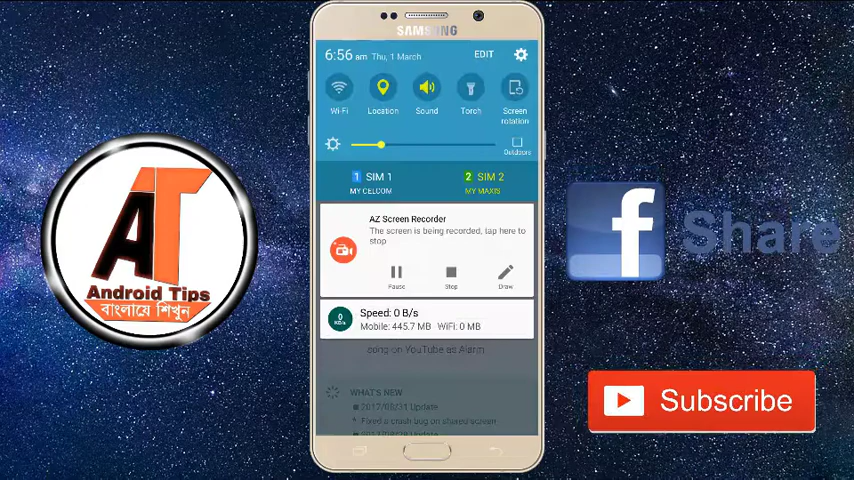 SAMSUNG
6:56 am Thu, 1 March
EDIT
Wi-Fi
Location
Sound
Torch
Screen
rotation
Outdoors
1 SIM 1
MY CELCOM
2 SIM 2
MY MAXIS
AZ Screen Recorder
The screen is being recorded, tap here to
stop
Pause
Stop
Draw
0
KB/s
Speed: 0 B/s
Mobile: 445.7 MB WiFi: 0 MB
song on YouTube as Alarm
WHAT'S NEW
2017/08/31 Update
* Fixed a crash bug on shared screen
AT
Android Tips
বাংলায়ে শিখুন
f Share
Subscribe